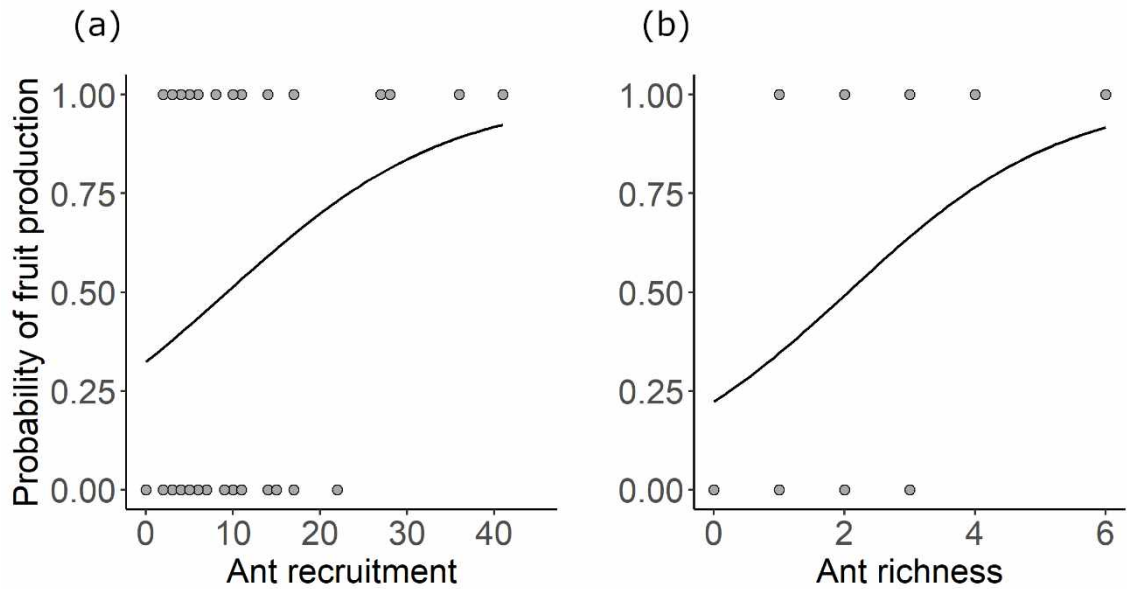 (a)
(b)
Probability of fruit production
1.00
0.75
0.50
0.25
0.00
0 10 20 30 40
Ant recruitment
1.00
0.75
0.50
0.25
0.00
0 2 4 6
Ant richness